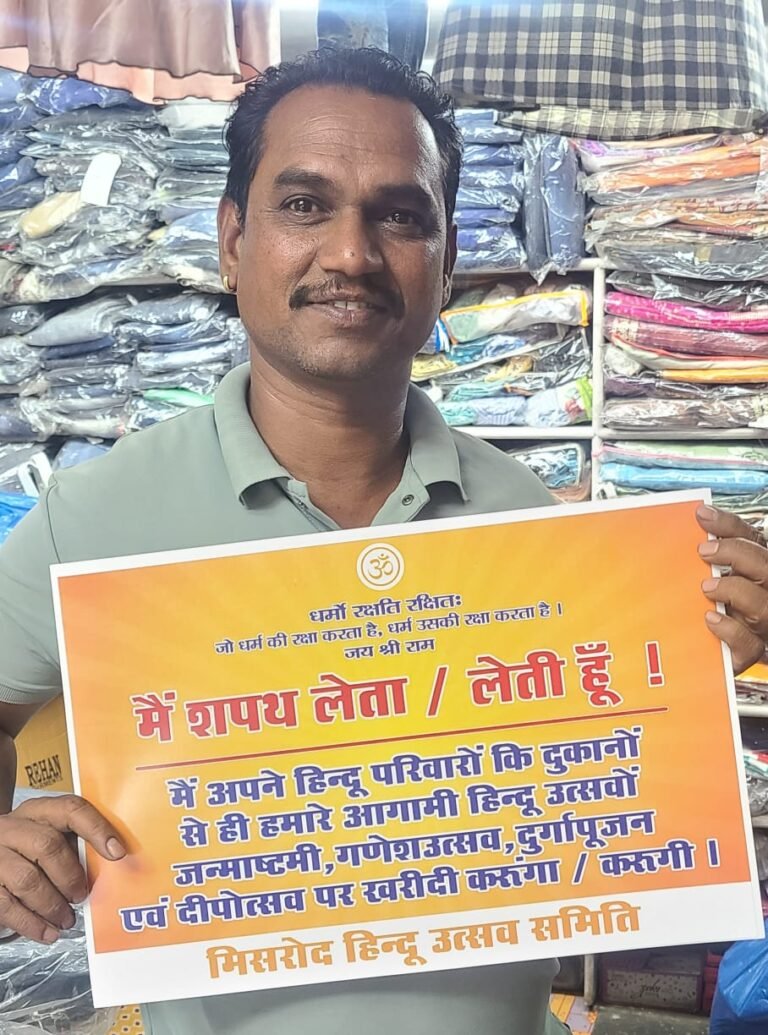 ॐ
धर्मो रक्षति रक्षितः
जो धर्म की रक्षा करता है, धर्म उसकी रक्षा करता है ।
जय श्री राम
मैं शपथ लेता / लेती हूँ !
मैं अपने हिन्दू परिवारों कि दुकानों
से ही हमारे आगामी हिन्दू उत्सवों
जन्माष्टमी,गणेशउत्सव,दुर्गापूजन
एवं दीपोत्सव पर खरीदी करूंगा / करूगी ।
मिसरोद हिन्दू उत्सव समिति
REHAN